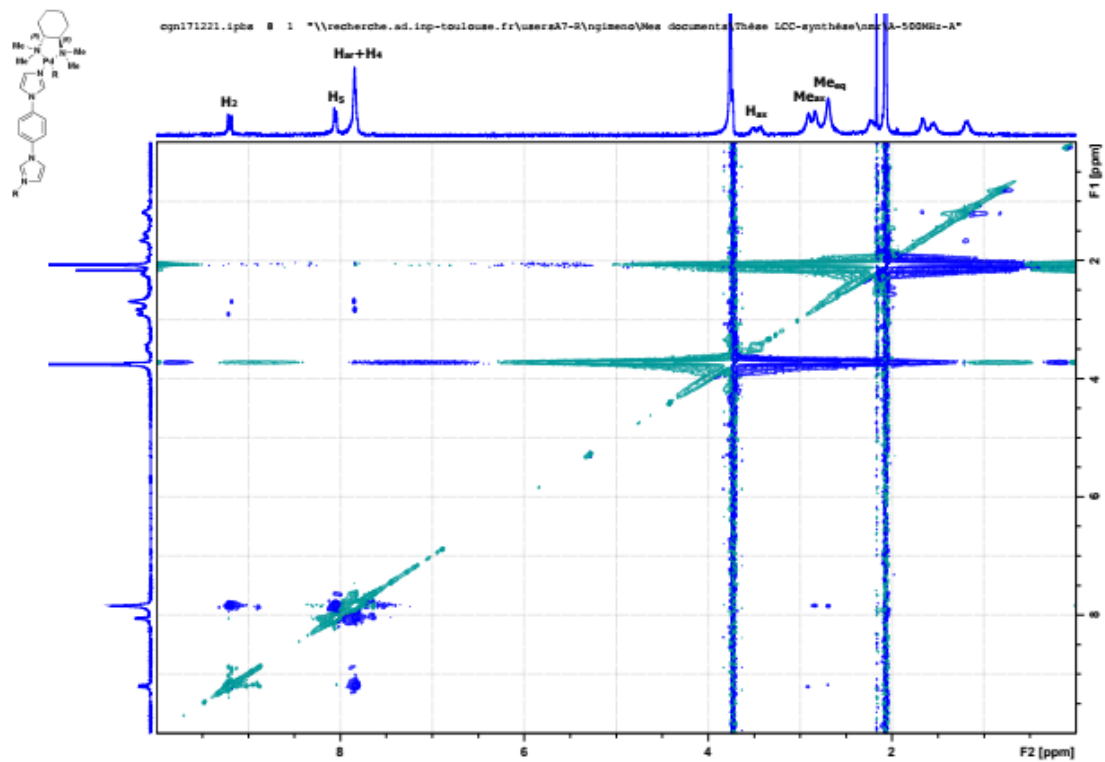 cgn171221.ipbs 8 1 "\\recherche.ad.inp-toulouse.fr\usersA7-R\ngimeno\Mes documents\Thèse LCC-synthèse\nmr\A-500MHz-A"
(R) (R)
Me N N Me
Me Pd Me
R
N
N
N
N
R
H2
H5
Har+H4
Hax
Meax
Meeq
F1 [ppm]
2
4
6
8
8 6 4 2 F2 [ppm]